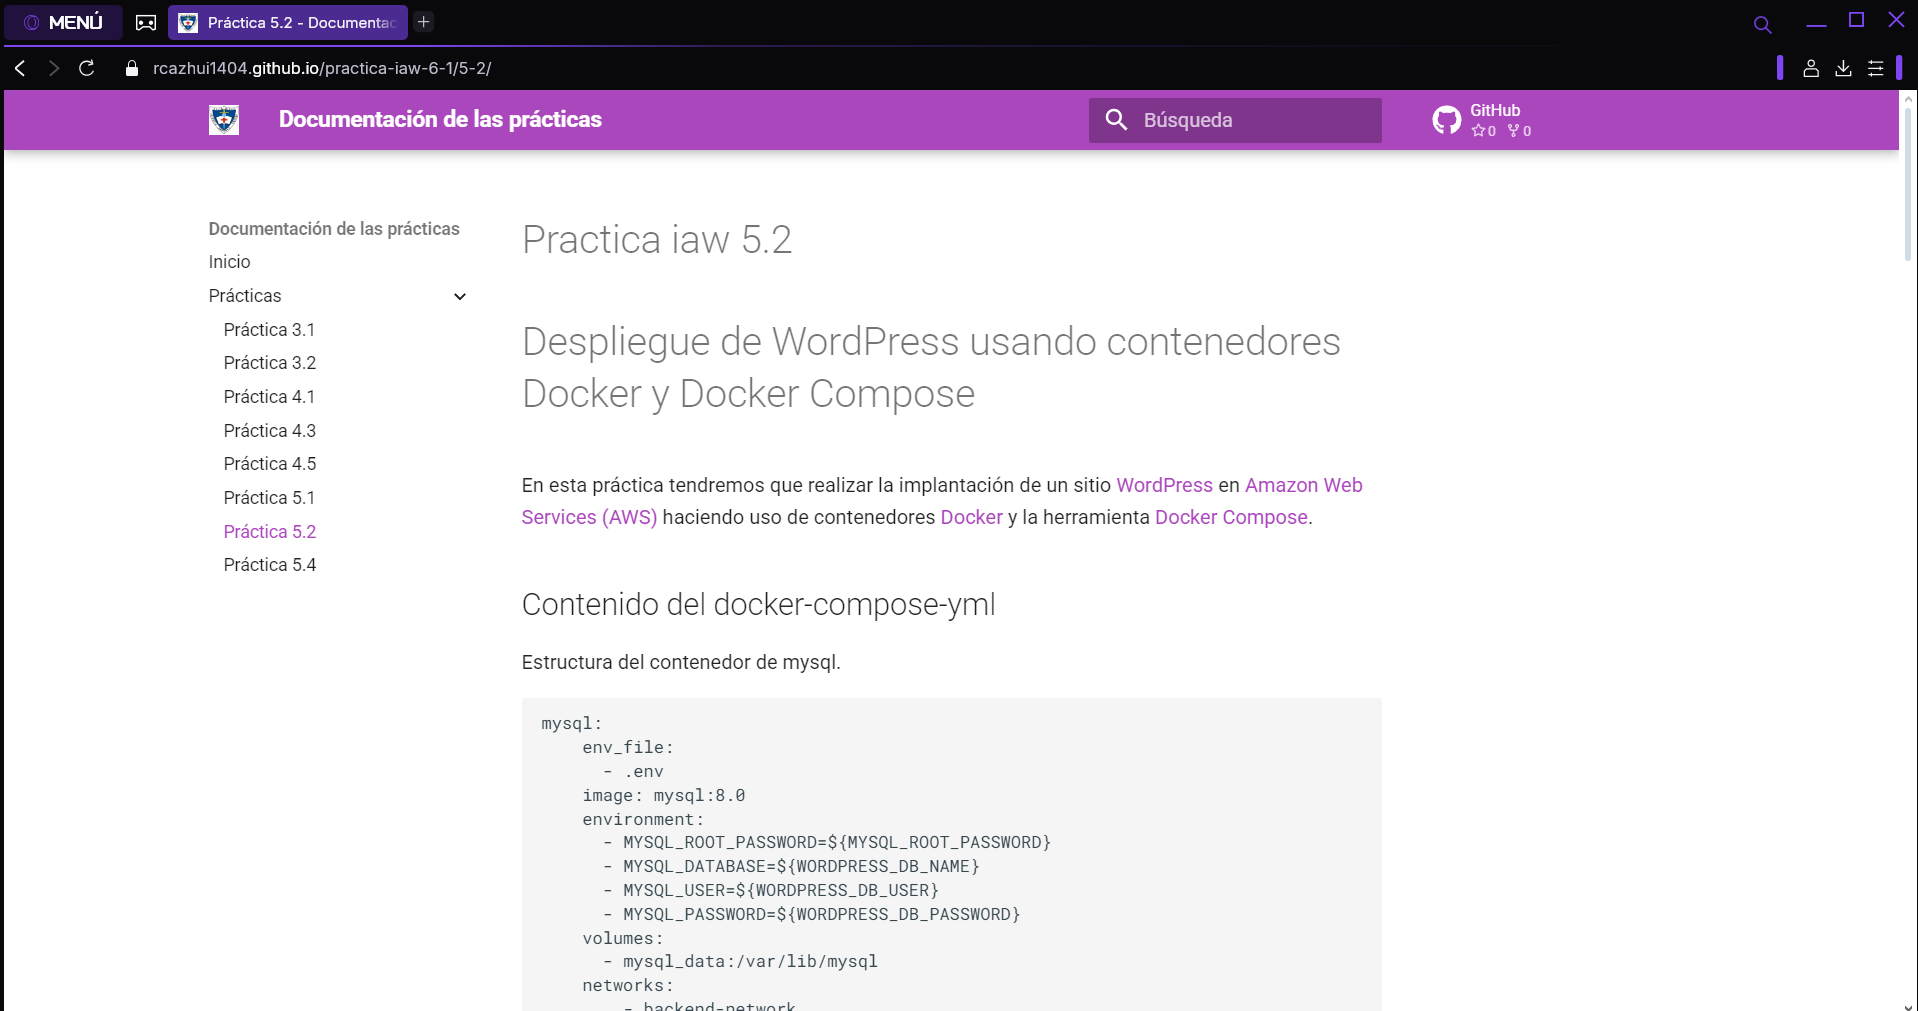 MENÚ
Práctica 5.2 - Documentac
rcazhui1404.github.io/practica-iaw-6-1/5-2/
Documentación de las prácticas
Búsqueda
GitHub
0 0
Documentación de las prácticas
Inicio
Prácticas
Práctica 3.1
Práctica 3.2
Práctica 4.1
Práctica 4.3
Práctica 4.5
Práctica 5.1
Práctica 5.2
Práctica 5.4
Practica iaw 5.2
Despliegue de WordPress usando contenedores
Docker y Docker Compose
En esta práctica tendremos que realizar la implantación de un sitio WordPress en Amazon Web
Services (AWS) haciendo uso de contenedores Docker y la herramienta Docker Compose.
Contenido del docker-compose-yml
Estructura del contenedor de mysql.
mysql:
env_file:
- .env
image: mysql:8.0
environment:
- MYSQL_ROOT_PASSWORD=${MYSQL_ROOT_PASSWORD}
- MYSQL_DATABASE=${WORDPRESS_DB_NAME}
- MYSQL_USER=${WORDPRESS_DB_USER}
- MYSQL_PASSWORD=${WORDPRESS_DB_PASSWORD}
volumes:
- mysql_data:/var/lib/mysql
networks:
- backend-network